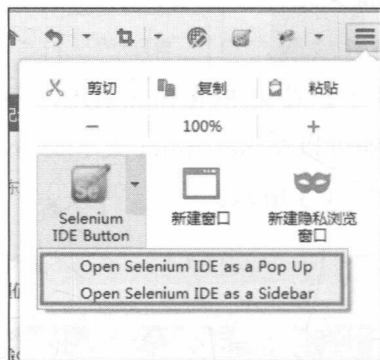 剪切 复制 粘贴
− 100% +
Selenium IDE Button
新建窗口
新建隐私浏览窗口
Open Selenium IDE as a Pop Up
Open Selenium IDE as a Sidebar